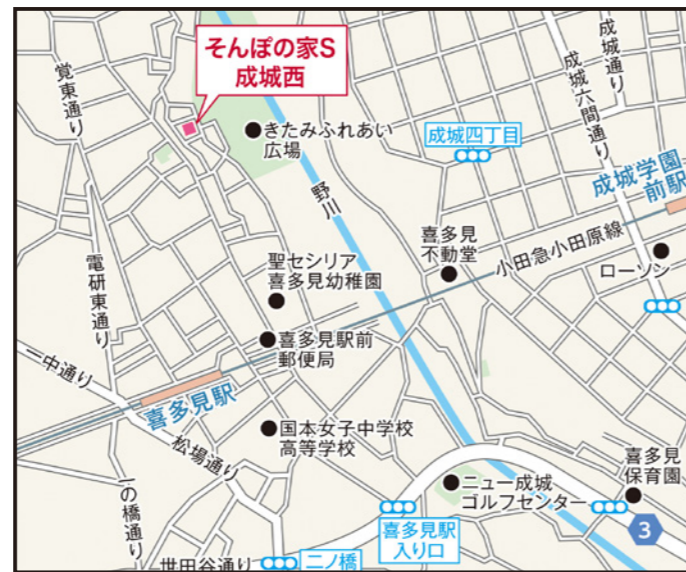 そんぽの家S
成城西
覚東通り
きたみふれあい
広場
野川
成城四丁目
成城通り
成城六間通り
成城学園
前駅
小田急小田原線
ローソン
喜多見
不動堂
聖セシリア
喜多見幼稚園
電研東通り
喜多見駅前
郵便局
一中通り
喜多見駅
松場通り
国本女子中学校
高等学校
一の橋通り
世田谷通り
二ノ橋
喜多見駅
入り口
ニュー成城
ゴルフセンター
喜多見
保育園
3